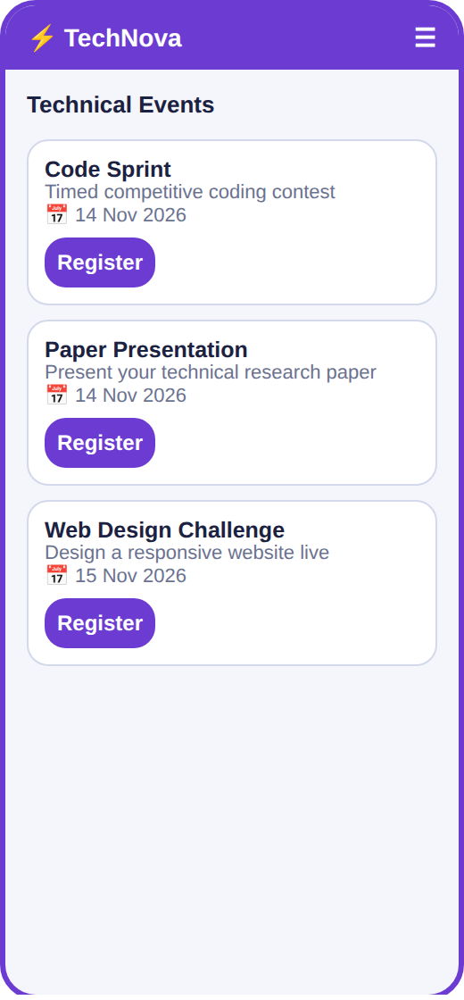 ⚡ TechNova ☰
Technical Events
Code Sprint
Timed competitive coding contest
📅 14 Nov 2026
Register
Paper Presentation
Present your technical research paper
📅 14 Nov 2026
Register
Web Design Challenge
Design a responsive website live
📅 15 Nov 2026
Register